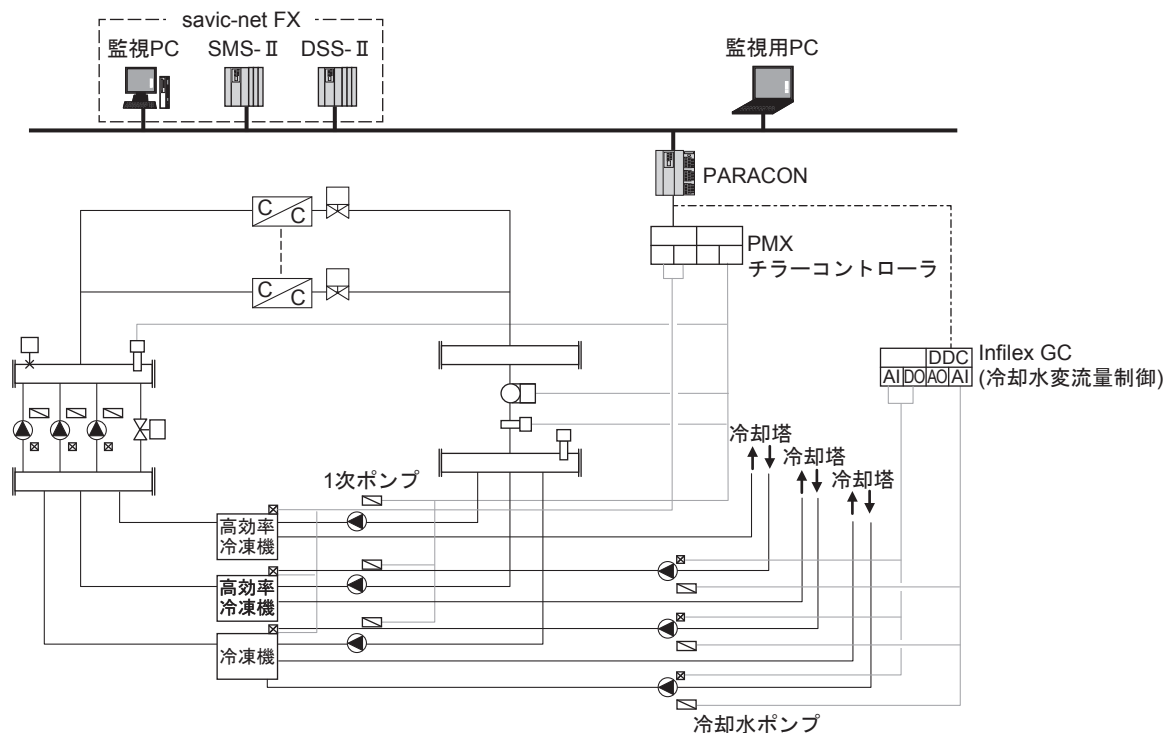 savic-net FX
監視PC
SMS-Ⅱ
DSS-Ⅱ
監視用PC
PARACON
C
C
PMX
チラーコントローラ
C
C
DDC
AI
DO
AO
AI
Infilex GC
(冷却水変流量制御)
冷却塔
冷却塔
冷却塔
1次ポンプ
高効率
冷凍機
高効率
冷凍機
冷凍機
冷却水ポンプ